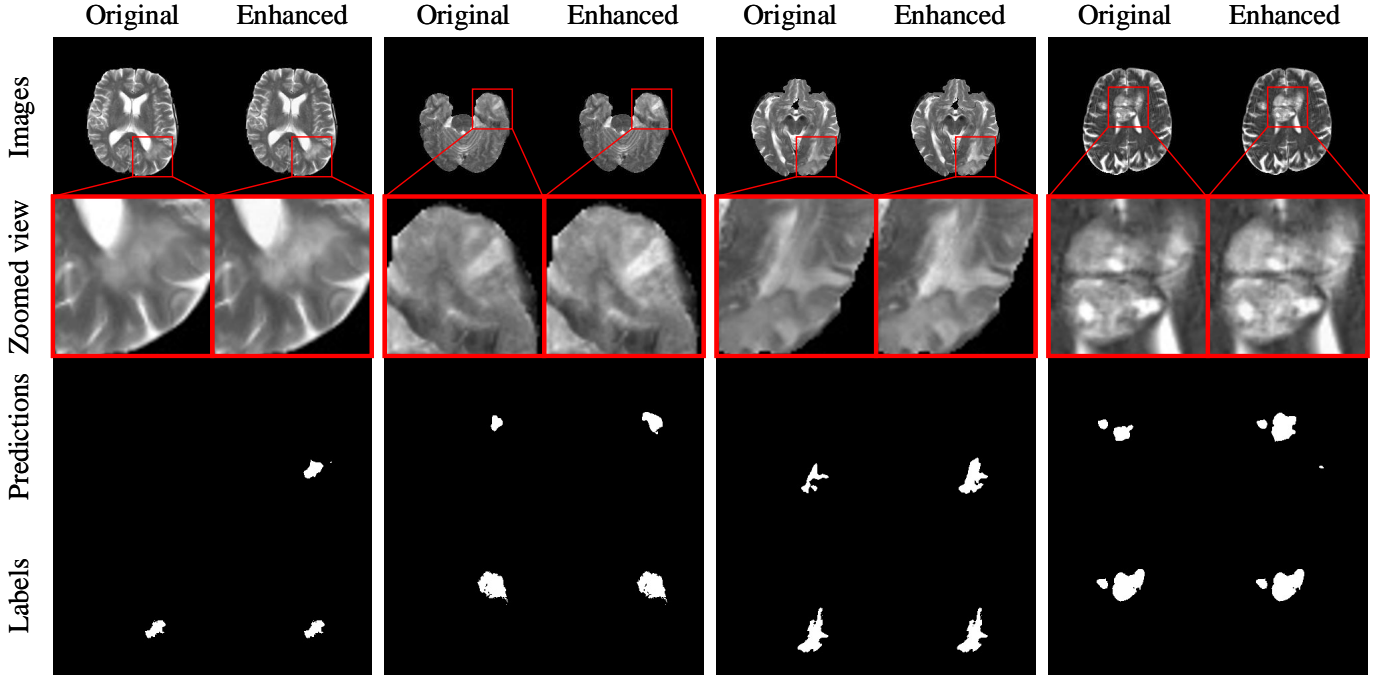 Original Enhanced Original Enhanced Original Enhanced Original Enhanced
Images
Zoomed view
Predictions
Labels